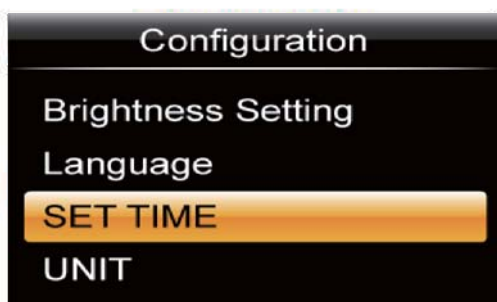 Configuration
Brightness Setting
Language
SET TIME
UNIT